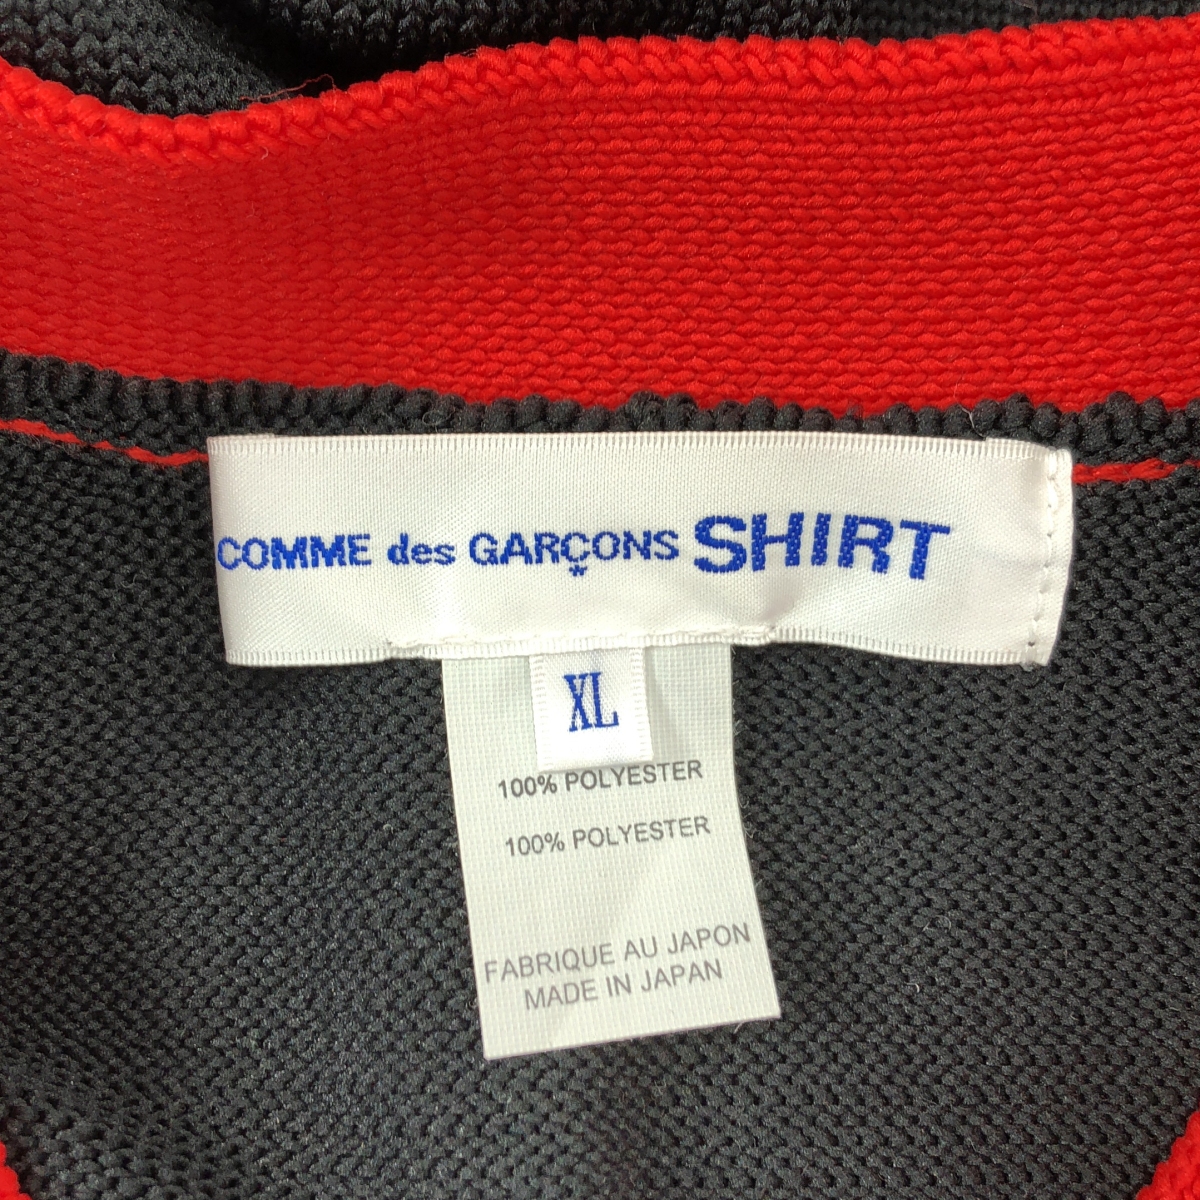 COMME des GARÇONS SHIRT
XL
100% POLYESTER
100% POLYESTER
FABRIQUE AU JAPON
MADE IN JAPAN